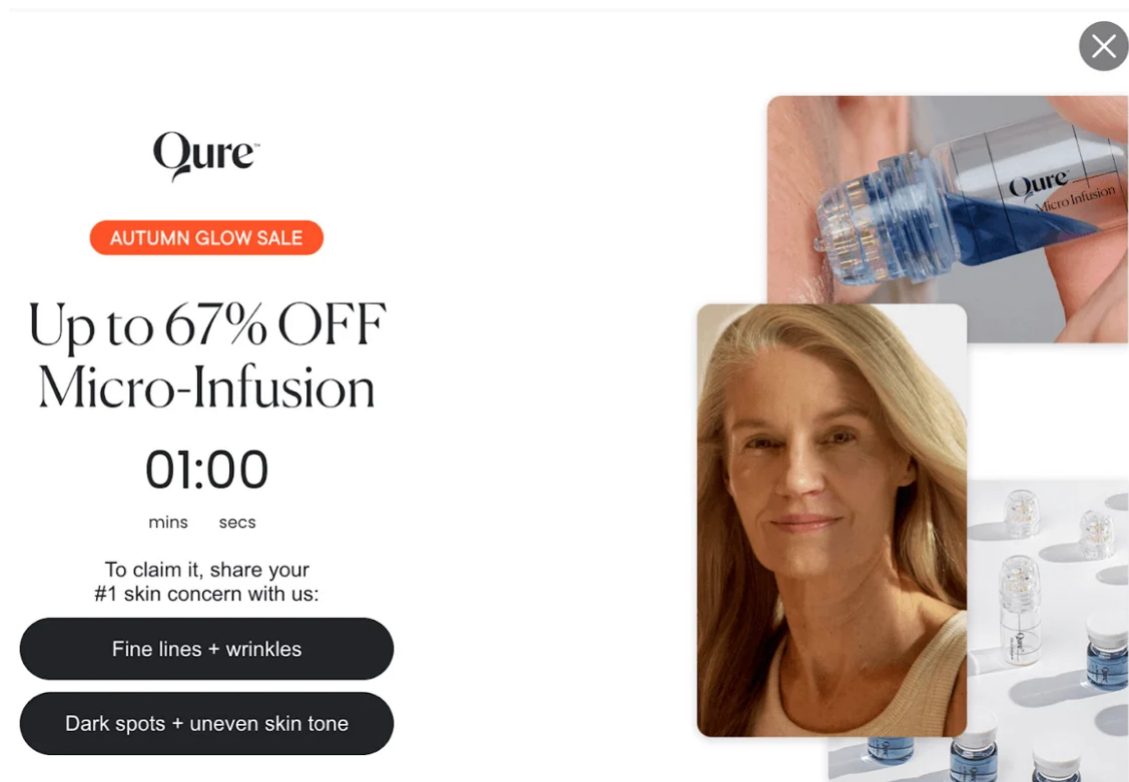 Qure™
AUTUMN GLOW SALE
Up to 67% OFF
Micro-Infusion
01:00
mins secs
To claim it, share your
#1 skin concern with us:
Fine lines + wrinkles
Dark spots + uneven skin tone
Qure
Micro Infusion
Qure